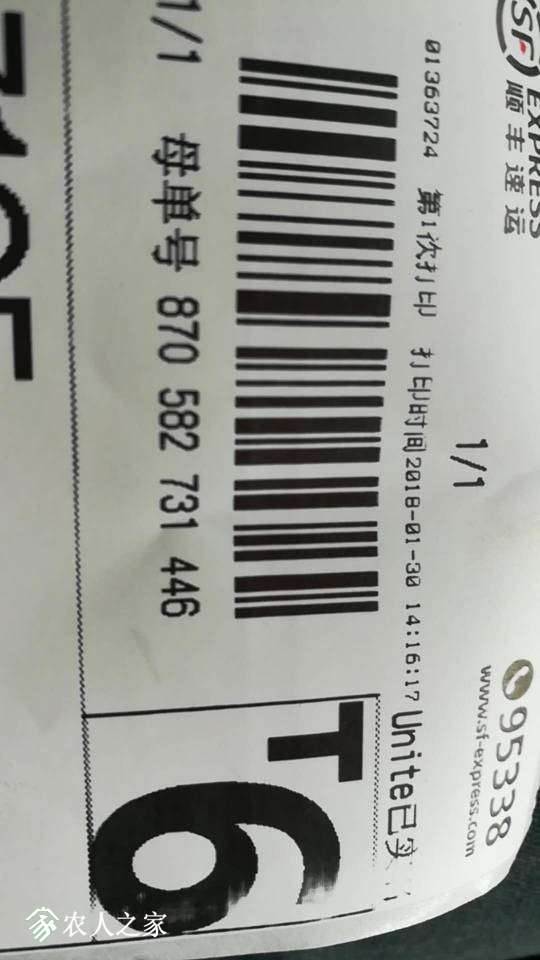 SF EXPRESS
顺丰速运
95338
www.sf-express.com
1/1
01363724 第1次打印 打印时间2018-01-30 14:16:17 Unite已实
1/1 母单号 870 582 731 446
T6
农人之家